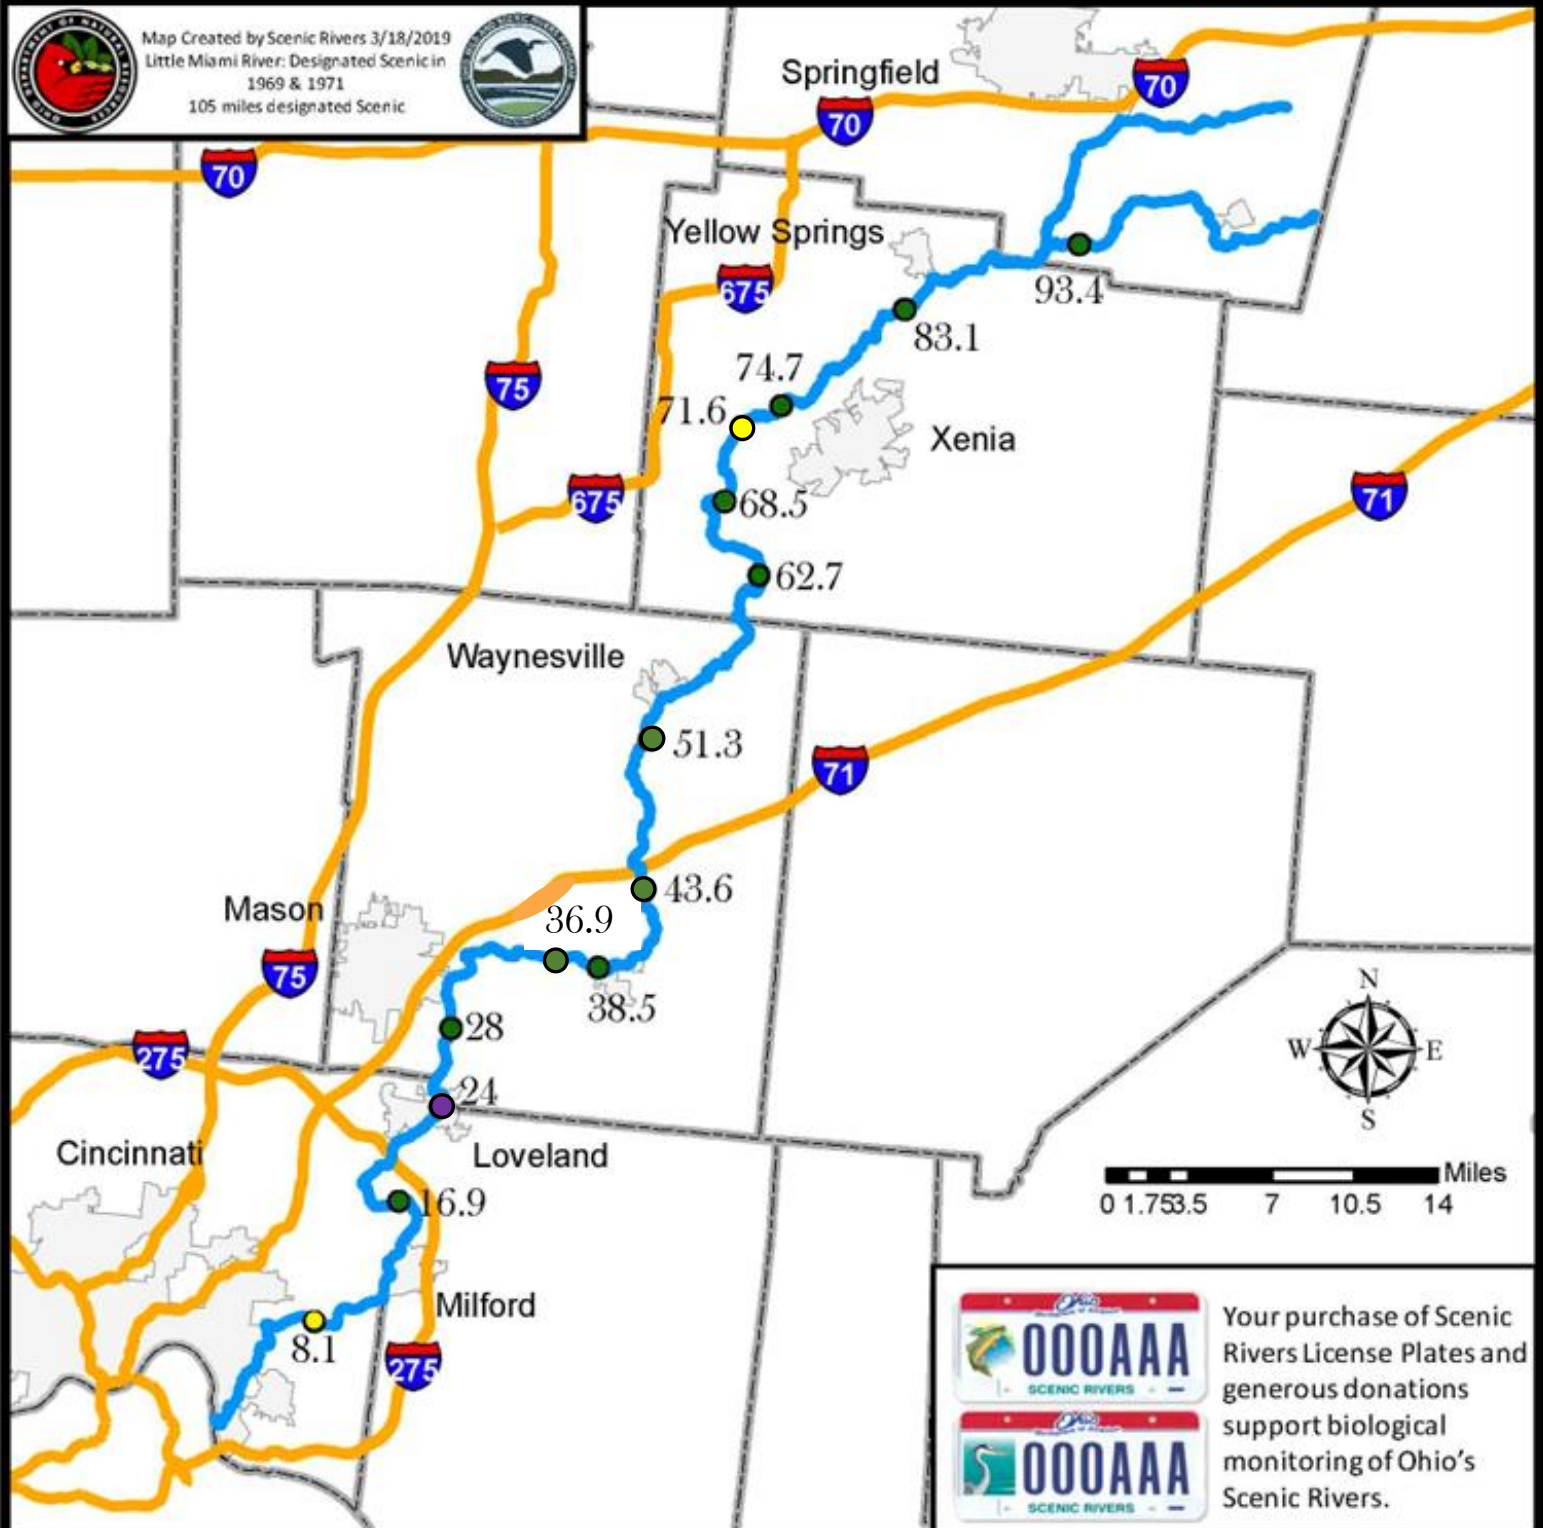 Map Created by Scenic Rivers 3/18/2019
Little Miami River: Designated Scenic in
1969 & 1971
105 miles designated Scenic
Springfield
70
70
70
Yellow Springs
675
93.4
83.1
74.7
75
71.6
Xenia
675
68.5
71
62.7
Waynesville
51.3
71
43.6
Mason
36.9
75
38.5
28
N
W
E
S
275
24
Cincinnati
Loveland
Miles
0 1.75 3.5 7 10.5 14
16.9
Milford
8.1
275
Ohio
000AAA
SCENIC RIVERS
Ohio
000AAA
SCENIC RIVERS
Your purchase of Scenic
Rivers License Plates and
generous donations
support biological
monitoring of Ohio's
Scenic Rivers.